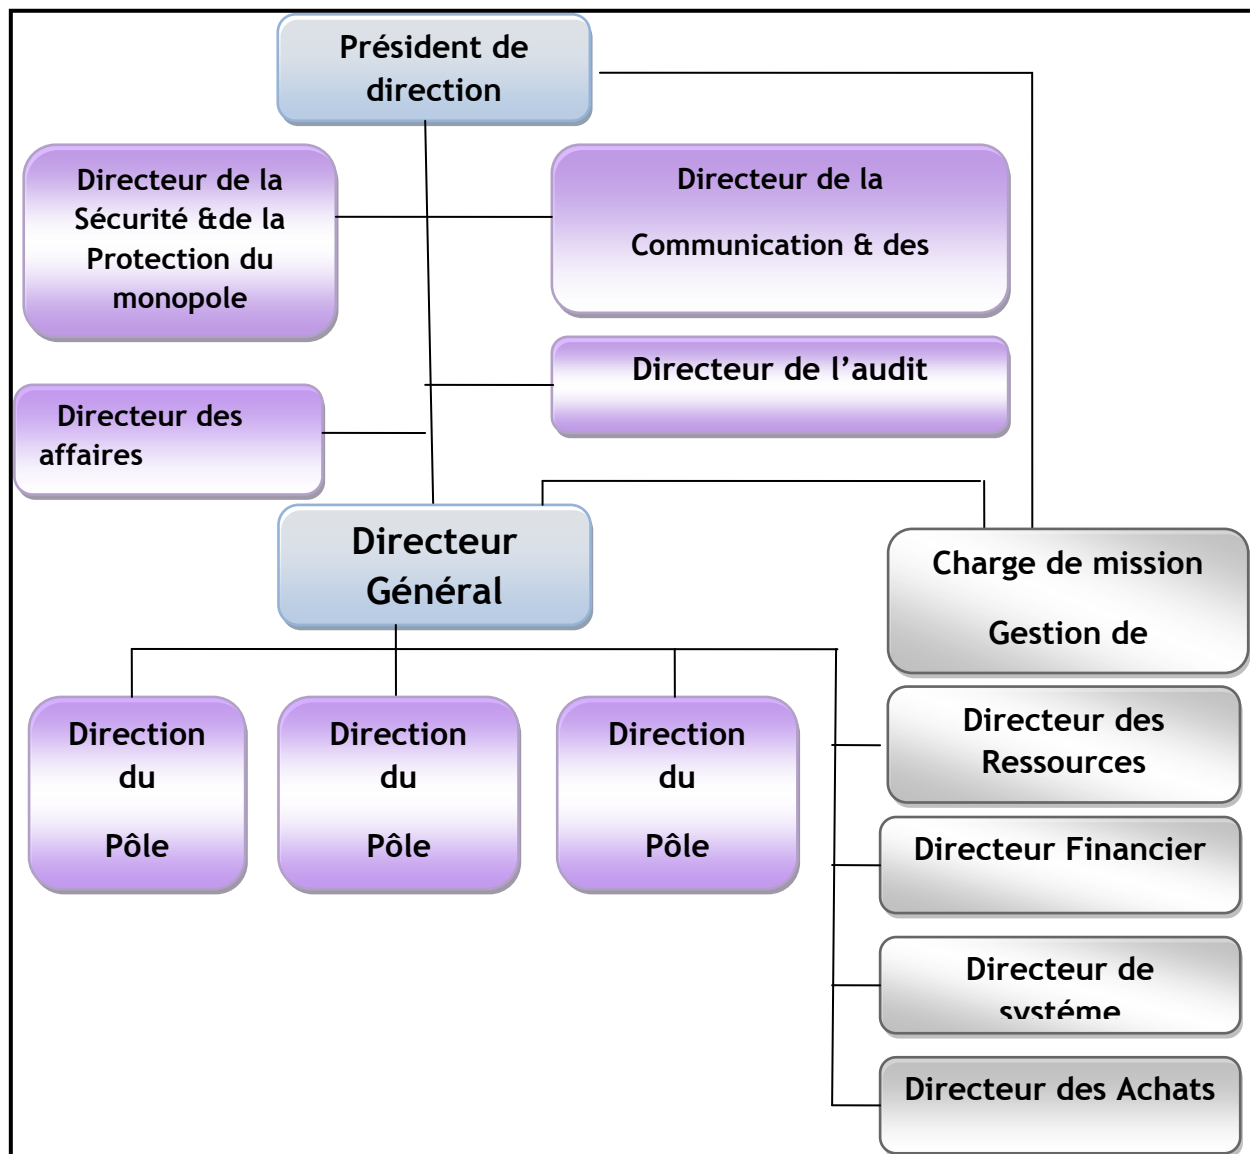 Président de
direction
Directeur de la
Sécurité &de la
Protection du
monopole
Directeur de la
Communication & des
Directeur de l’audit
Directeur des
affaires
Directeur
Général
Charge de mission
Gestion de
Direction
du
Pôle
Direction
du
Pôle
Direction
du
Pôle
Directeur des
Ressources
Directeur Financier
Directeur de
systéme
Directeur des Achats